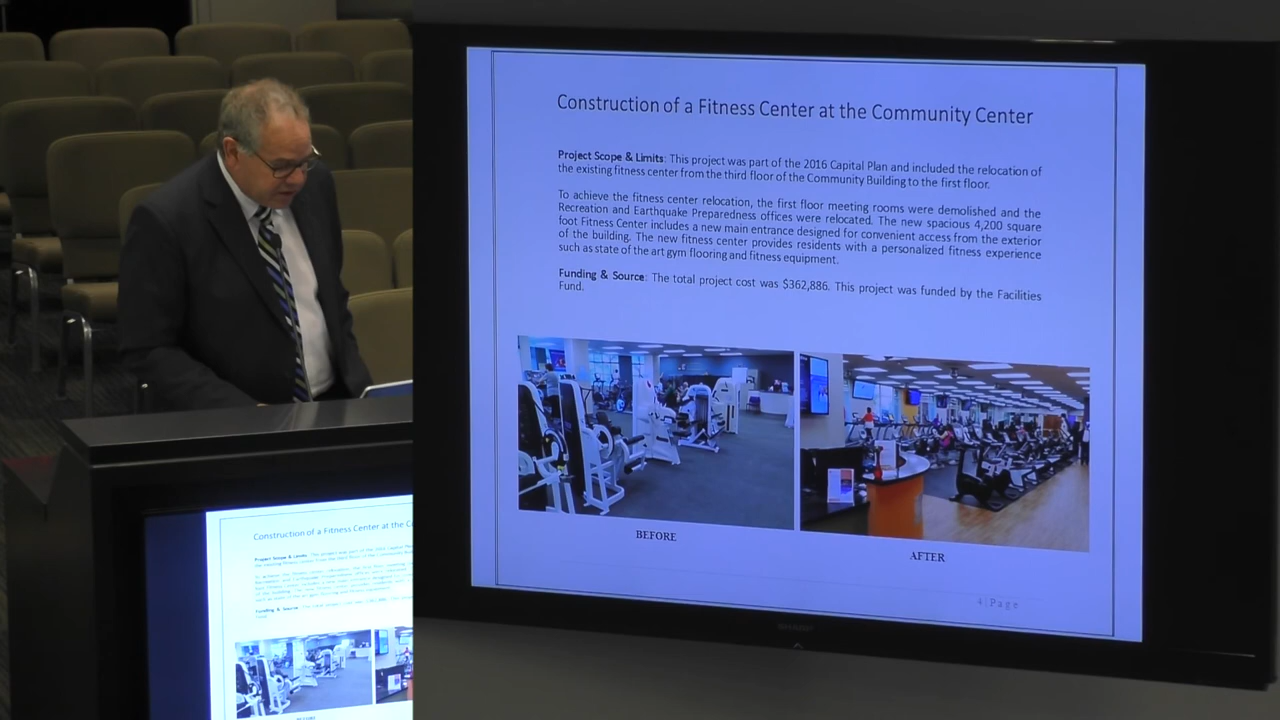 Construction of a Fitness Center at the Community Center
Project Scope & Limits: This project was part of the 2016 Capital Plan and included the relocation of
the existing fitness center from the third floor of the Community Building to the first floor.
To achieve the fitness center relocation, the first floor meeting rooms were demolished and the
Recreation and Earthquake Preparedness offices were relocated. The new spacious 4,200 square
foot Fitness Center includes a new main entrance designed for convenient access from the exterior
of the building. The new fitness center provides residents with a personalized fitness experience
such as state of the art gym flooring and fitness equipment.
Funding & Source: The total project cost was $362,886. This project was funded by the Facilities
Fund.
BEFORE
AFTER
4 | Page
SHARP
Construction of a Fitness Center at the C
Project Scope & Limits:
Funding & Source:
BEFORE